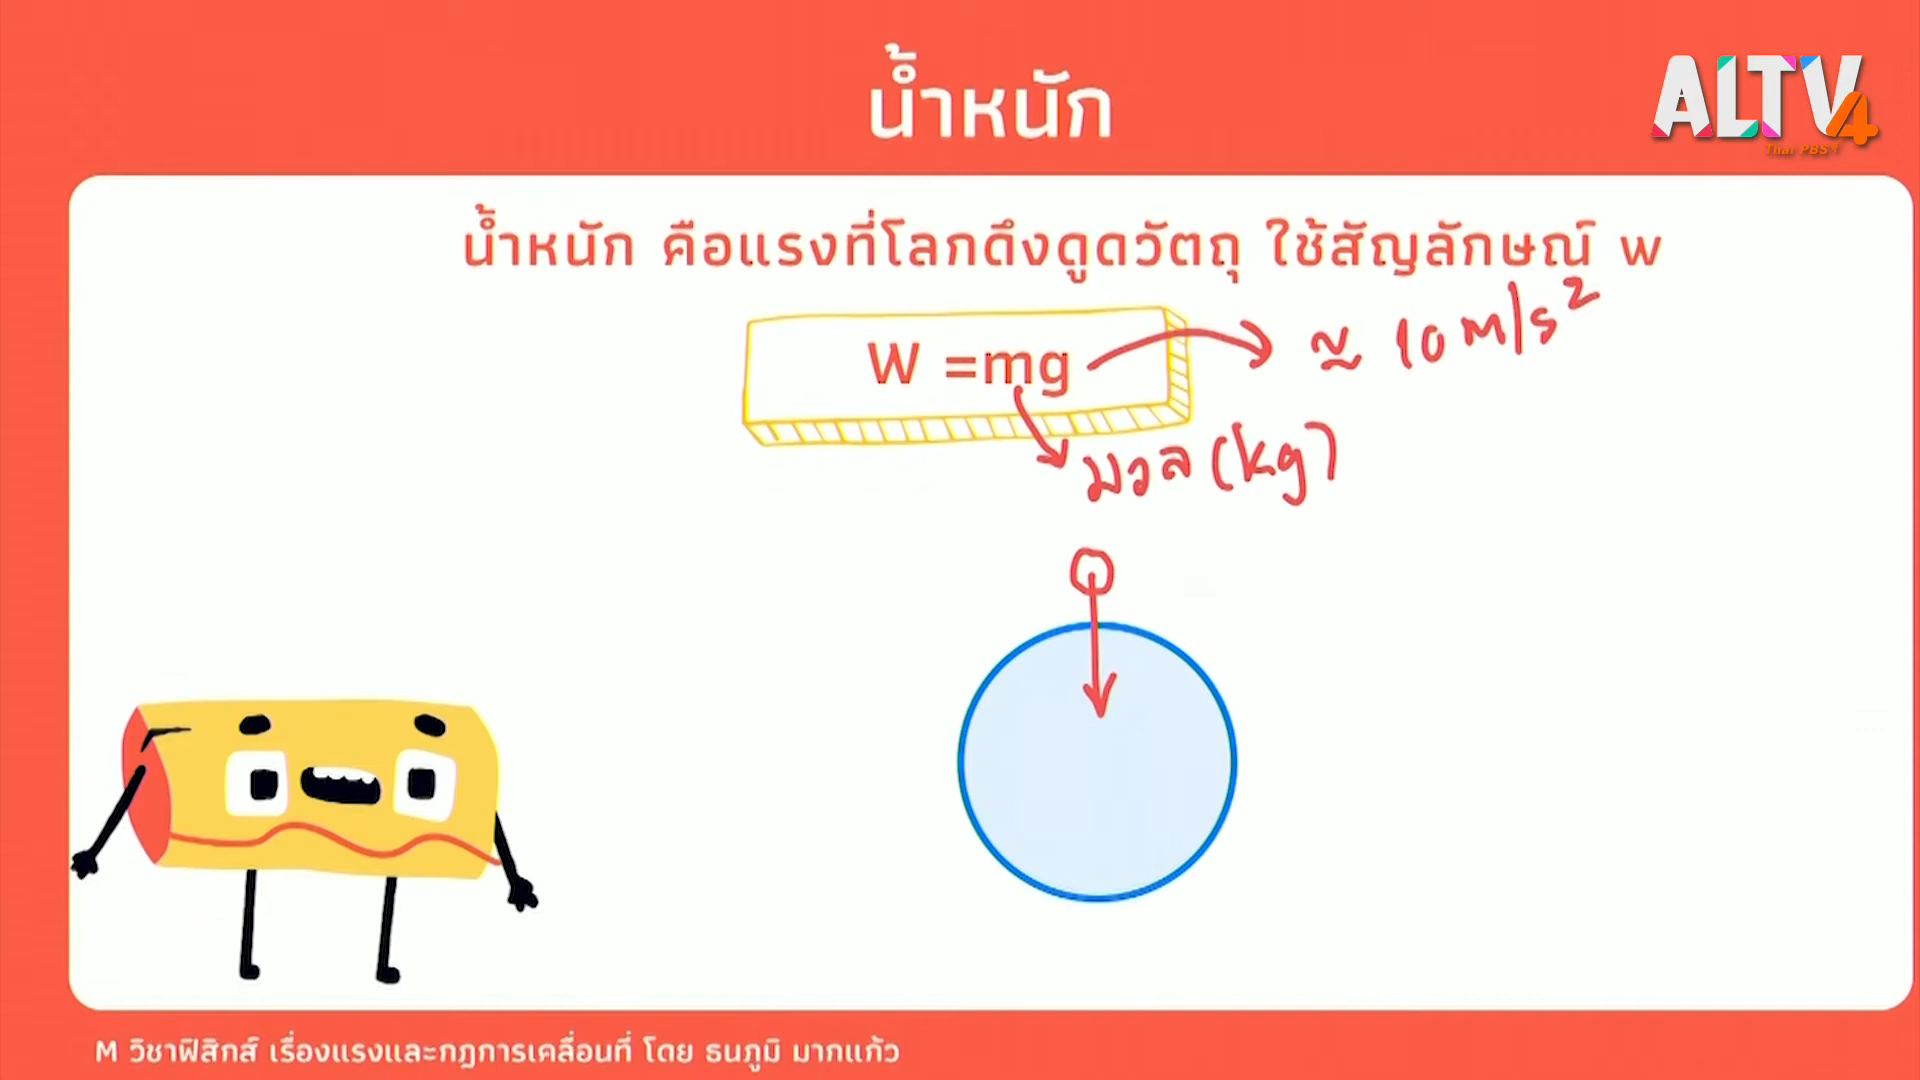 น้ำหนัก
ALTV4
Thai PBS
น้ำหนัก คือแรงที่โลกดึงดูดวัตถุ ใช้สัญลักษณ์ w
W =mg
≈ 10 m/s²
มวล (kg)
M วิชาฟิสิกส์ เรื่องแรงและกฎการเคลื่อนที่ โดย ธนภูมิ มากแก้ว